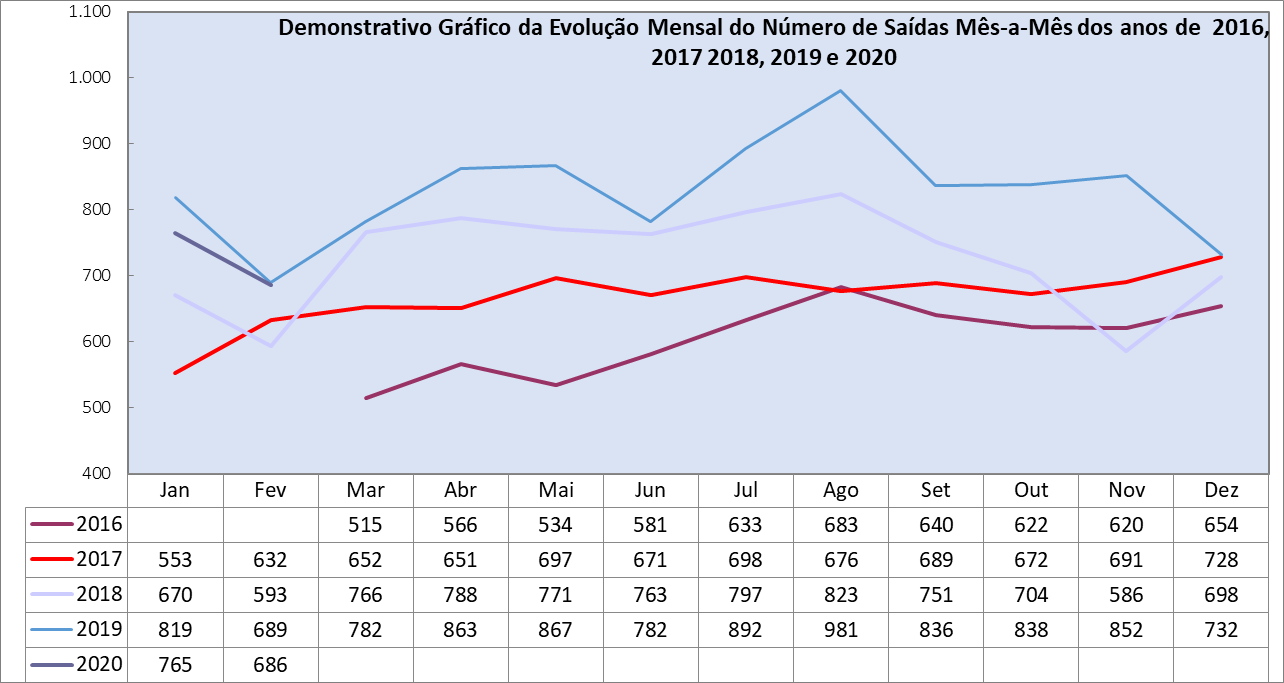 Demonstrativo Gráfico da Evolução Mensal do Número de Saídas Mês-a-Mês dos anos de 2016,
2017 2018, 2019 e 2020
1.100
1.000
900
800
700
600
500
400
Jan Fev Mar Abr Mai Jun Jul Ago Set Out Nov Dez
2016 515 566 534 581 633 683 640 622 620 654
2017 553 632 652 651 697 671 698 676 689 672 691 728
2018 670 593 766 788 771 763 797 823 751 704 586 698
2019 819 689 782 863 867 782 892 981 836 838 852 732
2020 765 686